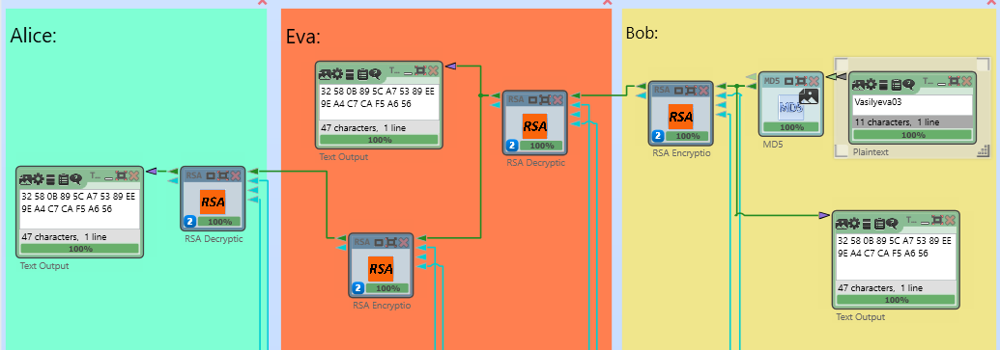 Alice:
Eva:
Bob:
T...
32 58 0B 89 5C A7 53 89 EE
9E A4 C7 CA F5 A6 56
47 characters, 1 line
100%
Text Output
RSA
RSA
2 100%
RSA Decryptic
RSA
RSA
2 100%
RSA Encryptio
MD5
MD5
100%
MD5
T...
Vasilyeva03
11 characters, 1 line
100%
Plaintext
T...
32 58 0B 89 5C A7 53 89 EE
9E A4 C7 CA F5 A6 56
47 characters, 1 line
100%
Text Output
RSA
RSA
2 100%
RSA Decryptic
RSA
RSA
2 100%
RSA Encryptio
T...
32 58 0B 89 5C A7 53 89 EE
9E A4 C7 CA F5 A6 56
47 characters, 1 line
100%
Text Output